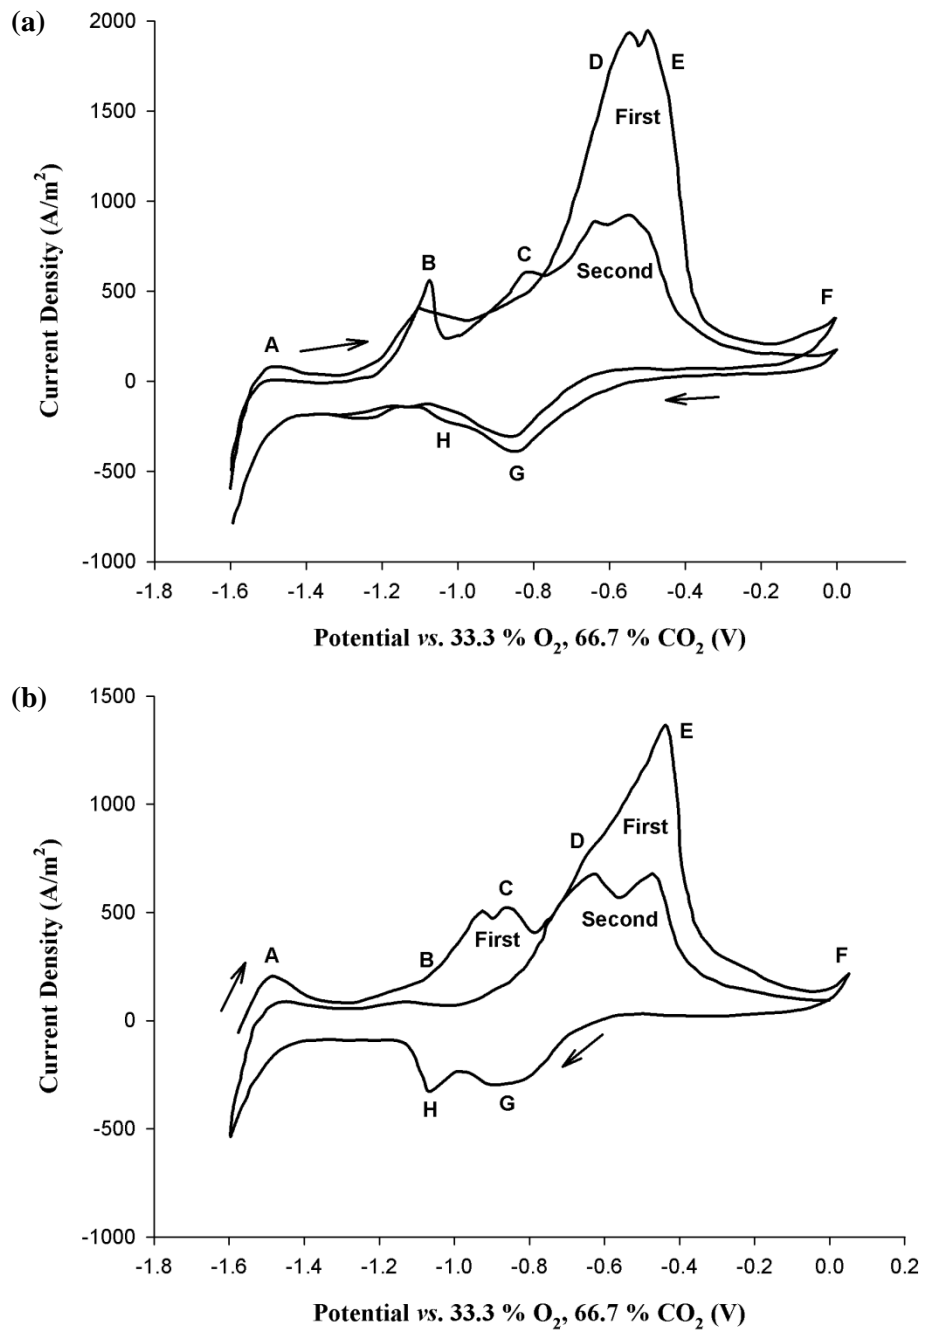 (a)
2000
1500
1000
500
0
-500
-1000
Current Density (A/m²)
D
E
First
B
C
Second
A
F
H
G
-1.8 -1.6 -1.4 -1.2 -1.0 -0.8 -0.6 -0.4 -0.2 0.0
Potential vs. 33.3 % O₂, 66.7 % CO₂ (V)
(b)
1500
1000
500
0
-500
-1000
Current Density (A/m²)
E
D
First
C
First
Second
B
A
F
H
G
-1.8 -1.6 -1.4 -1.2 -1.0 -0.8 -0.6 -0.4 -0.2 0.0 0.2
Potential vs. 33.3 % O₂, 66.7 % CO₂ (V)